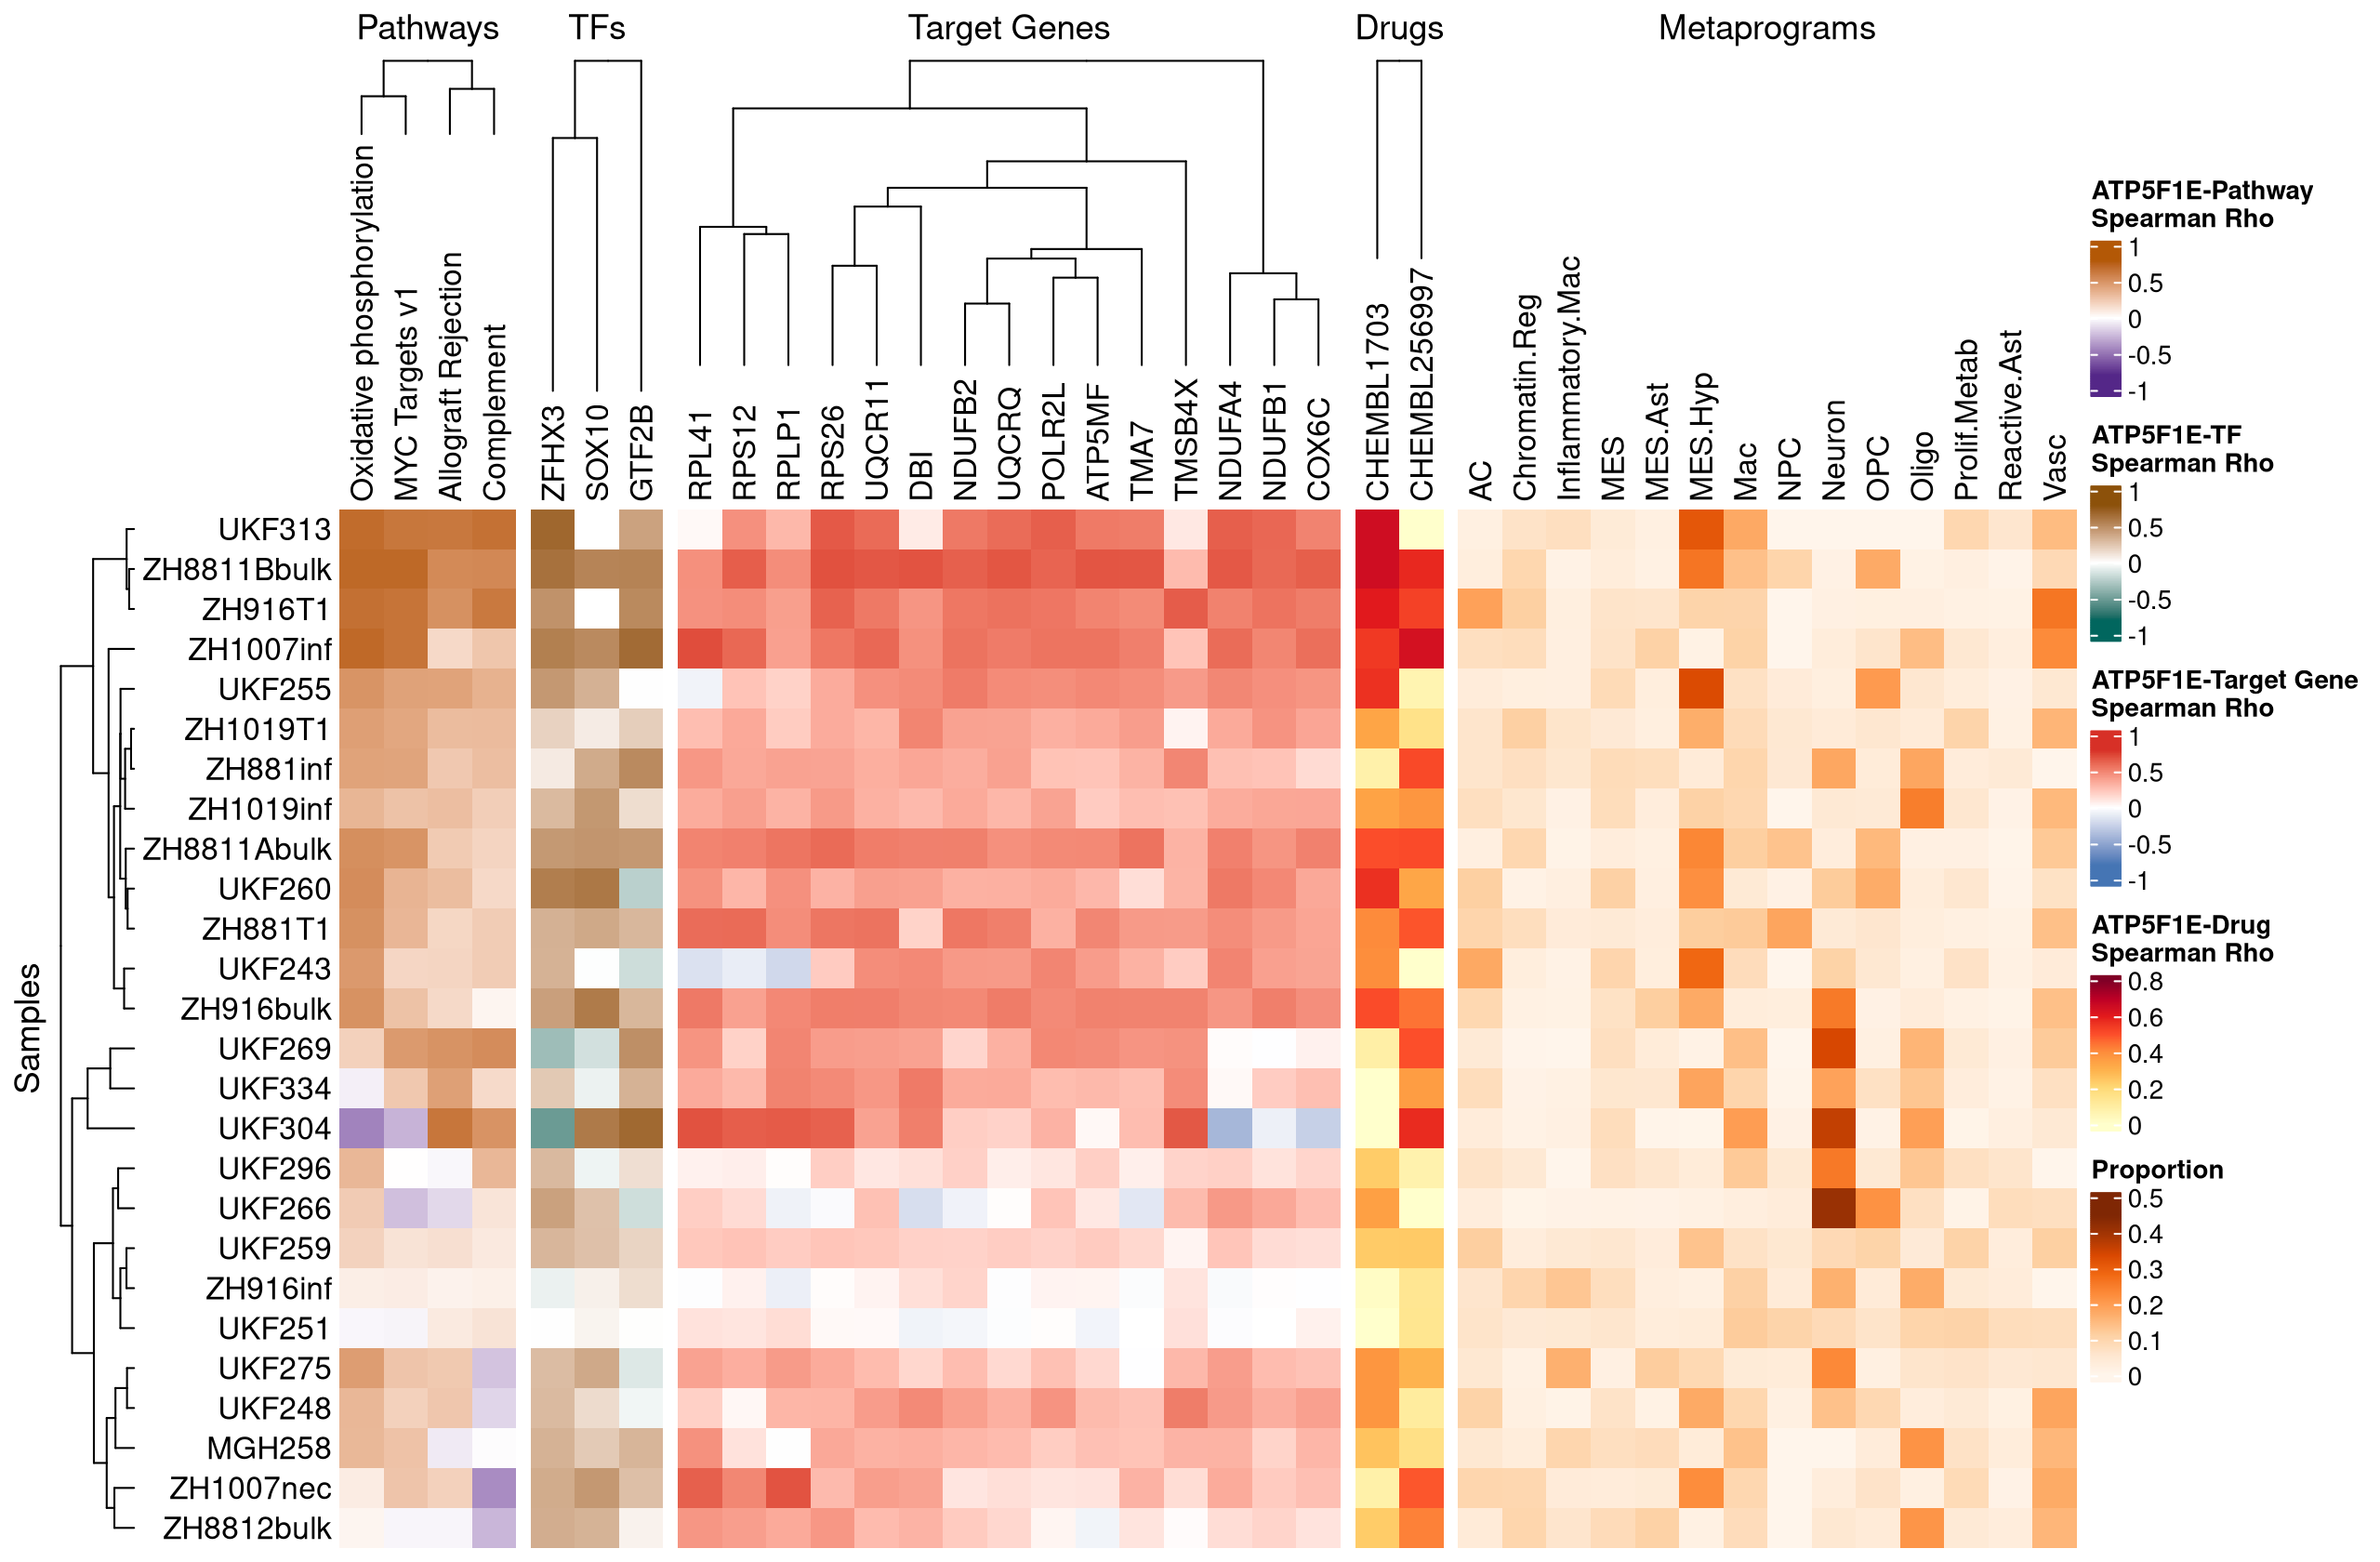 Pathways
TFs
Target Genes
Drugs
Metaprograms
Oxidative phosphorylation
MYC Targets v1
Allograft Rejection
Complement
ZFHX3
SOX10
GTF2B
RPL41
RPS12
RPLP1
RPS26
UQCR11
DBI
NDUFB2
UQCRQ
POLR2L
ATP5MF
TMA7
TMSB4X
NDUFA4
NDUFB1
COX6C
CHEMBL1703
CHEMBL256997
AC
Chromatin.Reg
Inflammatory.Mac
MES
MES.Ast
MES.Hyp
Mac
NPC
Neuron
OPC
Oligo
Prolif.Metab
Reactive.Ast
Vasc
Samples
UKF313
ZH8811Bbulk
ZH916T1
ZH1007inf
UKF255
ZH1019T1
ZH881inf
ZH1019inf
ZH8811Abulk
UKF260
ZH881T1
UKF243
ZH916bulk
UKF269
UKF334
UKF304
UKF296
UKF266
UKF259
ZH916inf
UKF251
UKF275
UKF248
MGH258
ZH1007nec
ZH8812bulk
ATP5F1E-Pathway
Spearman Rho
1
0.5
0
-0.5
-1
ATP5F1E-TF
Spearman Rho
1
0.5
0
-0.5
-1
ATP5F1E-Target Gene
Spearman Rho
1
0.5
0
-0.5
-1
ATP5F1E-Drug
Spearman Rho
0.8
0.6
0.4
0.2
0
Proportion
0.5
0.4
0.3
0.2
0.1
0